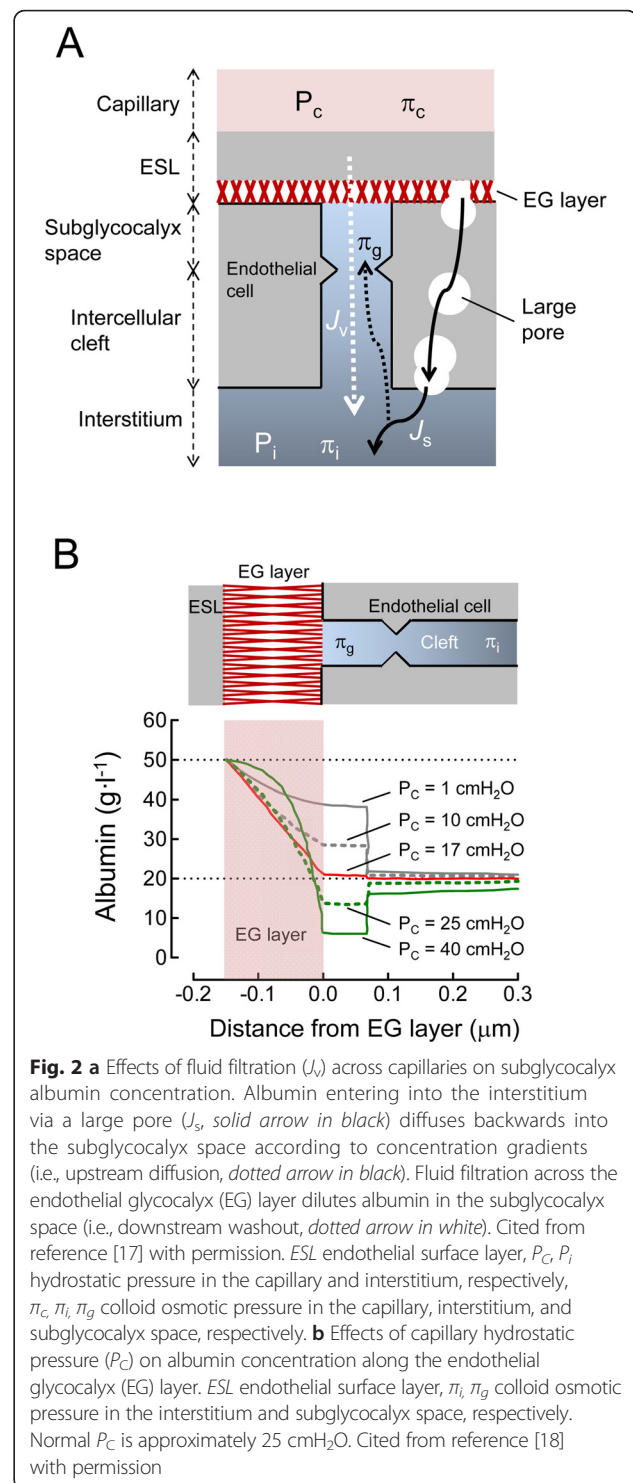 A
Capillary
P_c π_c
ESL
EG layer
Subglycocalyx
space
π_g
Endothelial
cell
Large
pore
J_v
Intercellular
cleft
Interstitium
J_s
P_i π_i
B
EG layer
ESL
Endothelial cell
π_g Cleft π_i
60
50
40
30
20
10
0
Albumin (g·l⁻¹)
P_C = 1 cmH₂O
P_C = 10 cmH₂O
P_C = 17 cmH₂O
P_C = 25 cmH₂O
P_C = 40 cmH₂O
EG layer
-0.2 -0.1 0.0 0.1 0.2 0.3
Distance from EG layer (μm)
Fig. 2 a Effects of fluid filtration (J_v) across capillaries on subglycocalyx
albumin concentration. Albumin entering into the interstitium
via a large pore (J_s, solid arrow in black) diffuses backwards into
the subglycocalyx space according to concentration gradients
(i.e., upstream diffusion, dotted arrow in black). Fluid filtration across the
endothelial glycocalyx (EG) layer dilutes albumin in the subglycocalyx
space (i.e., downstream washout, dotted arrow in white). Cited from
reference [17] with permission. ESL endothelial surface layer, P_C, P_i
hydrostatic pressure in the capillary and interstitium, respectively,
π_c, π_i, π_g colloid osmotic pressure in the capillary, interstitium, and
subglycocalyx space, respectively. b Effects of capillary hydrostatic
pressure (P_C) on albumin concentration along the endothelial
glycocalyx (EG) layer. ESL endothelial surface layer, π_i, π_g colloid osmotic
pressure in the interstitium and subglycocalyx space, respectively.
Normal P_C is approximately 25 cmH₂O. Cited from reference [18]
with permission